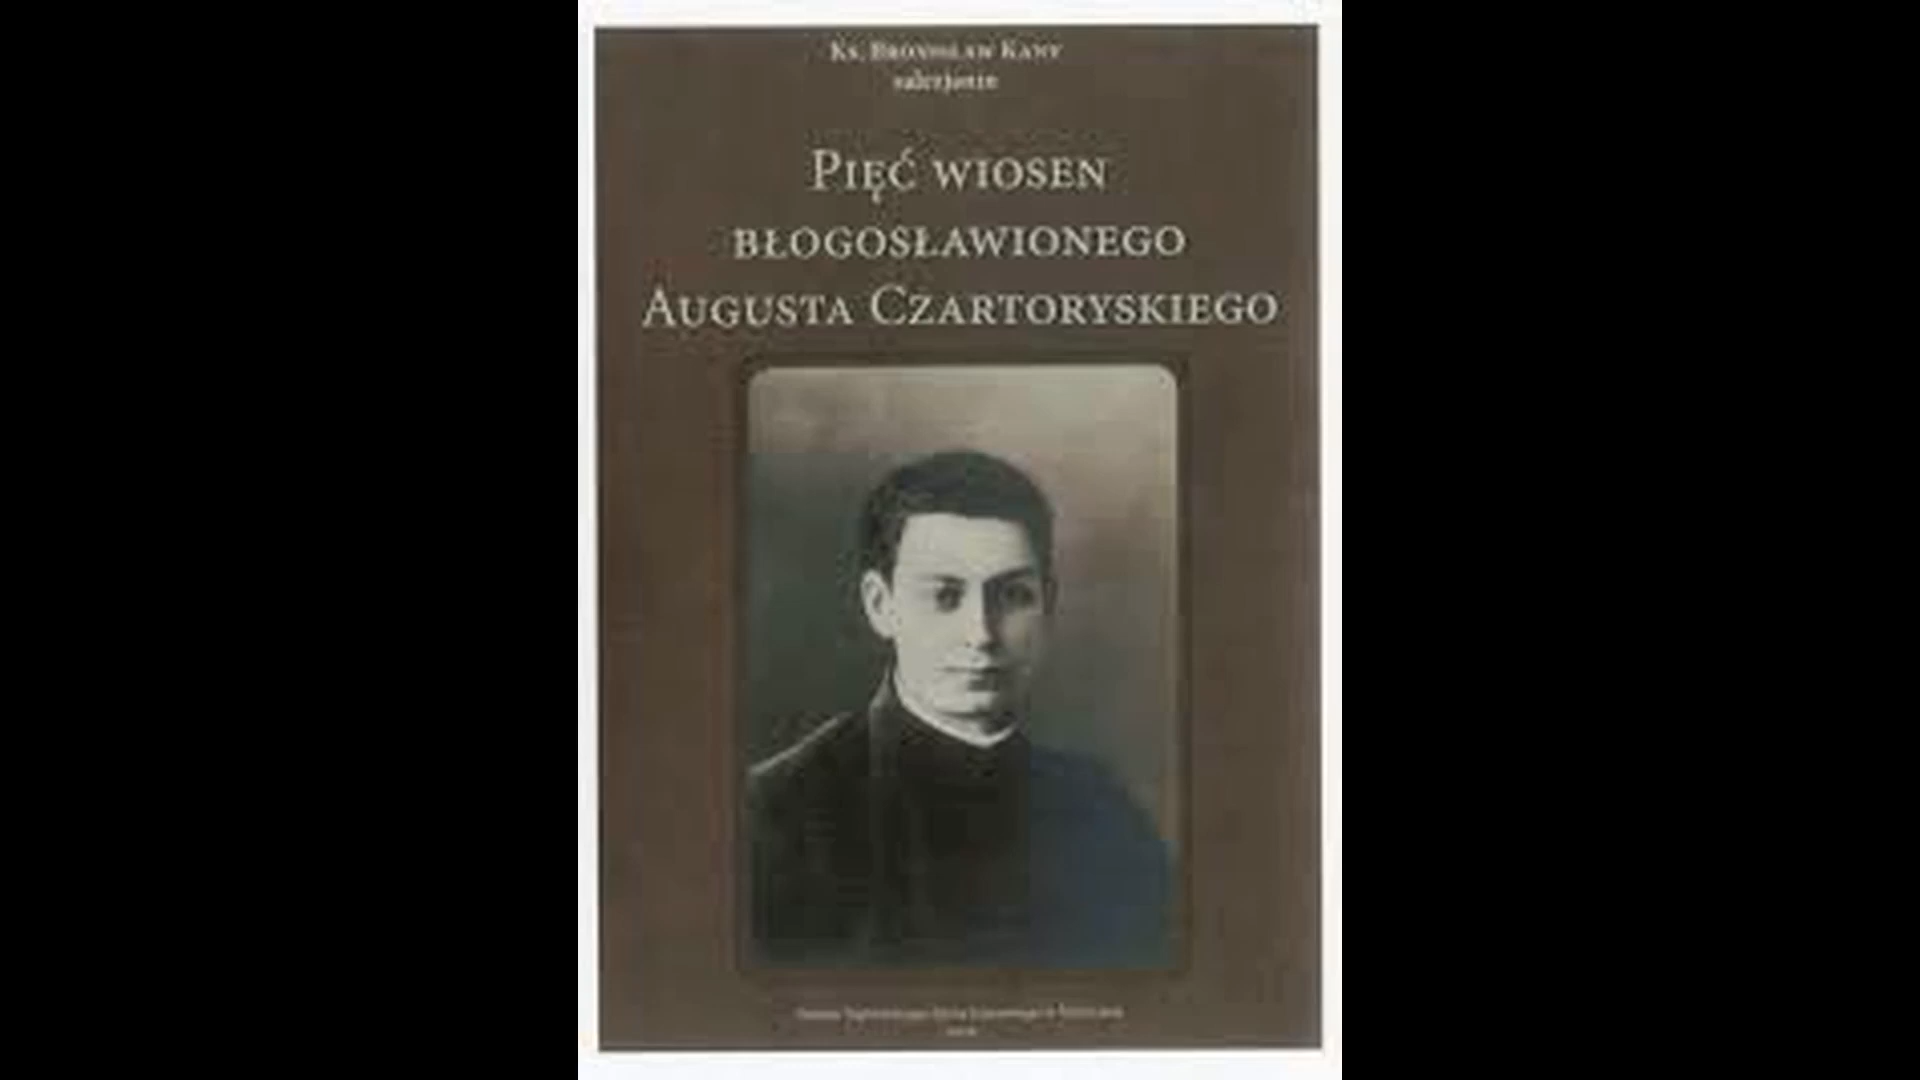 Ks. Bronisław Kant
salezjanin
Pięć wiosen
błogosławionego
Augusta Czartoryskiego